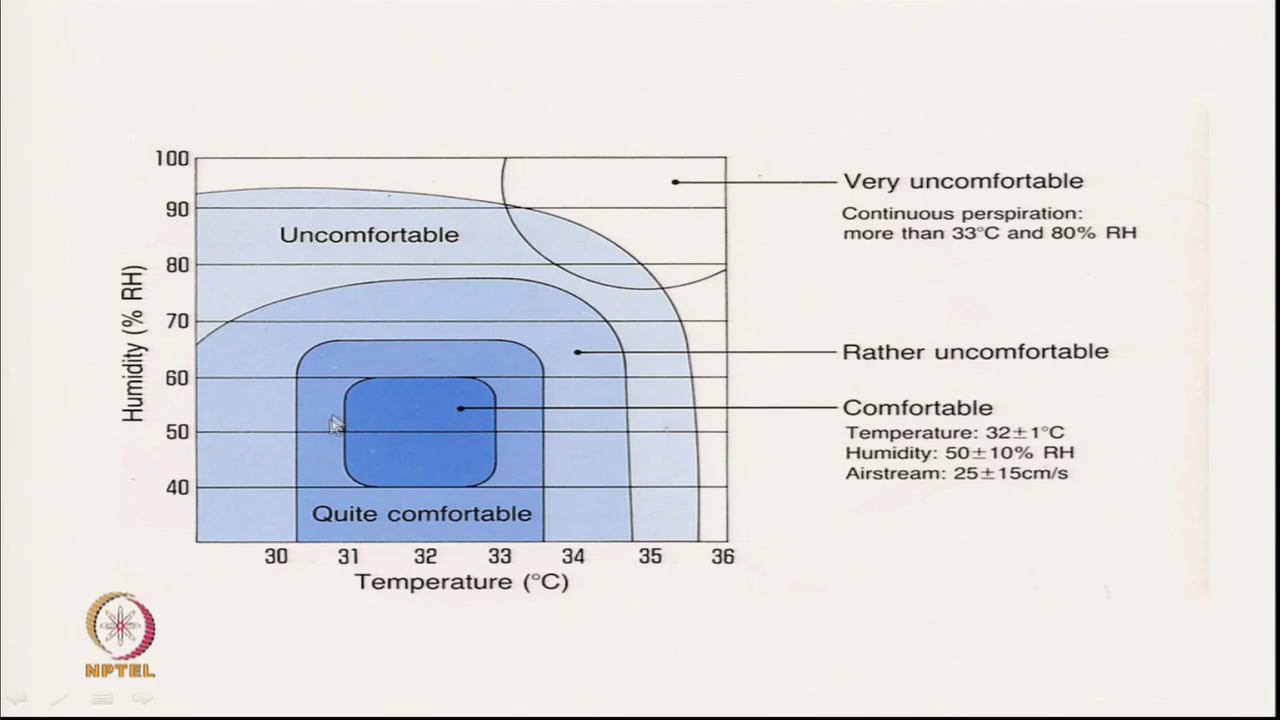 100
90
80
70
60
50
40
Humidity (% RH)
Uncomfortable
Quite comfortable
30 31 32 33 34 35 36
Temperature (°C)
Very uncomfortable
Continuous perspiration:
more than 33°C and 80% RH
Rather uncomfortable
Comfortable
Temperature: 32±1°C
Humidity: 50±10% RH
Airstream: 25±15cm/s
NPTEL